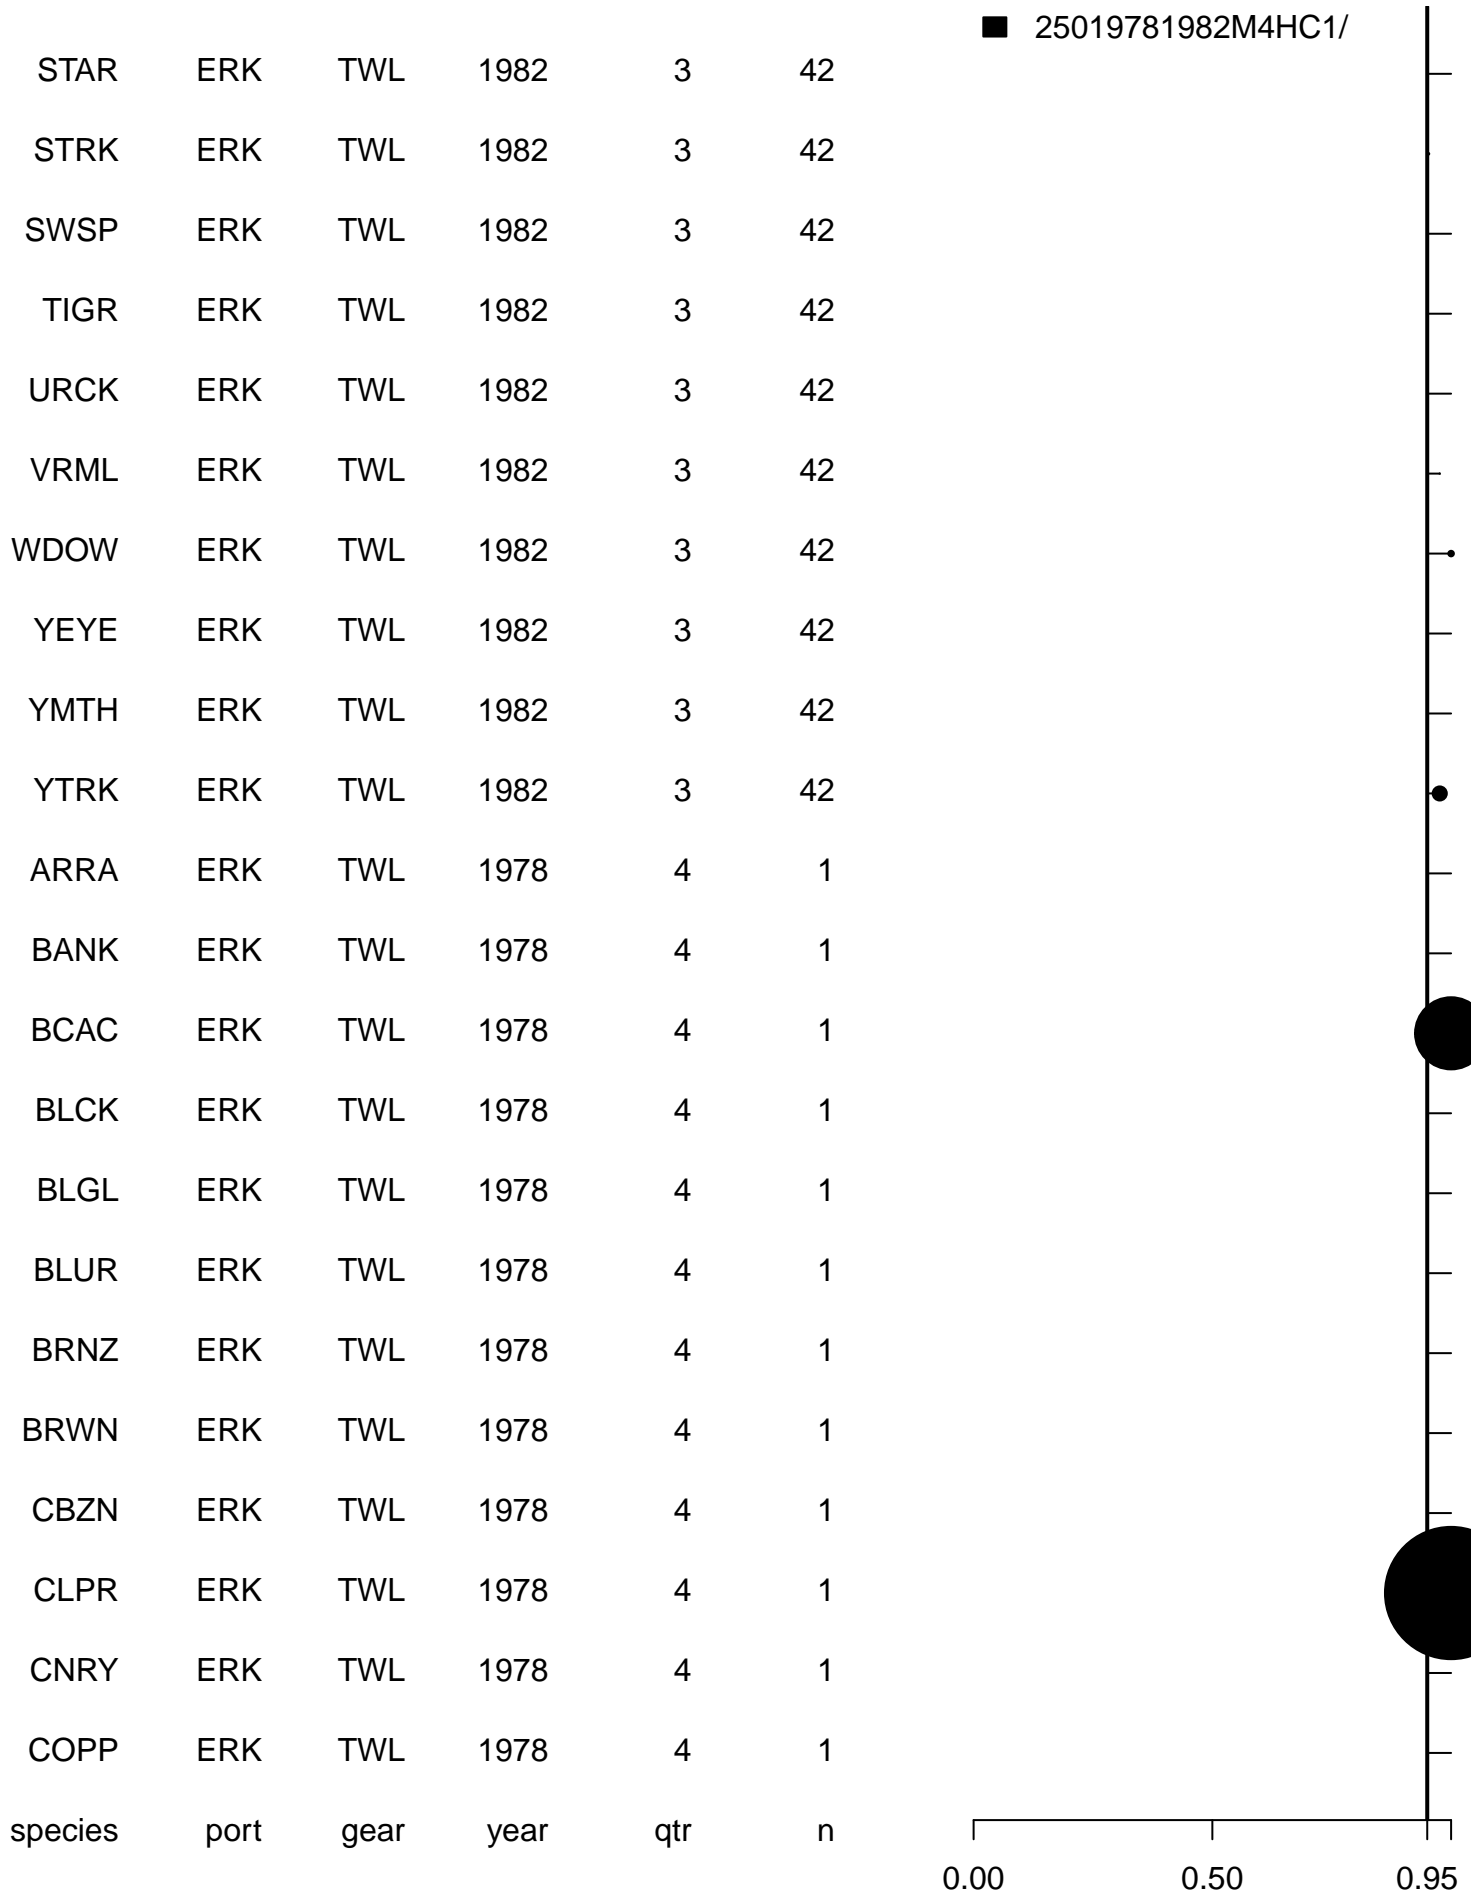 25019781982M4HC1/
STAR ERK TWL 1982 3 42
STRK ERK TWL 1982 3 42
SWSP ERK TWL 1982 3 42
TIGR ERK TWL 1982 3 42
URCK ERK TWL 1982 3 42
VRML ERK TWL 1982 3 42
WDOW ERK TWL 1982 3 42
YEYE ERK TWL 1982 3 42
YMTH ERK TWL 1982 3 42
YTRK ERK TWL 1982 3 42
ARRA ERK TWL 1978 4 1
BANK ERK TWL 1978 4 1
BCAC ERK TWL 1978 4 1
BLCK ERK TWL 1978 4 1
BLGL ERK TWL 1978 4 1
BLUR ERK TWL 1978 4 1
BRNZ ERK TWL 1978 4 1
BRWN ERK TWL 1978 4 1
CBZN ERK TWL 1978 4 1
CLPR ERK TWL 1978 4 1
CNRY ERK TWL 1978 4 1
COPP ERK TWL 1978 4 1
species port gear year qtr n
0.00 0.50 0.95